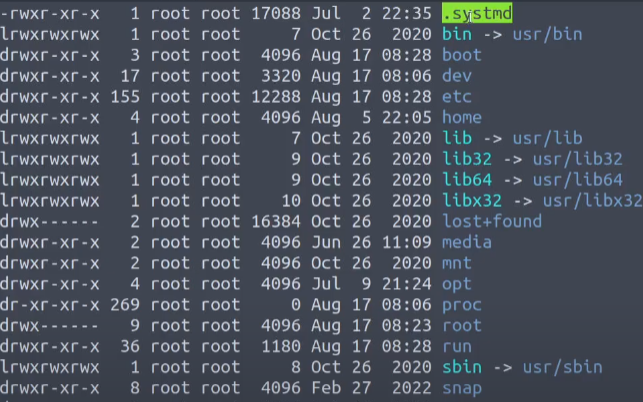 -rwxr-xr-x 1 root root 17088 Jul 2 22:35 .systmd
lrwxrwxrwx 1 root root 7 Oct 26 2020 bin -> usr/bin
drwxr-xr-x 3 root root 4096 Aug 17 08:28 boot
drwxr-xr-x 17 root root 3320 Aug 17 08:06 dev
drwxr-xr-x 155 root root 12288 Aug 17 08:28 etc
drwxr-xr-x 4 root root 4096 Aug 5 22:05 home
lrwxrwxrwx 1 root root 7 Oct 26 2020 lib -> usr/lib
lrwxrwxrwx 1 root root 9 Oct 26 2020 lib32 -> usr/lib32
lrwxrwxrwx 1 root root 9 Oct 26 2020 lib64 -> usr/lib64
lrwxrwxrwx 1 root root 10 Oct 26 2020 libx32 -> usr/libx32
drwx------ 2 root root 16384 Oct 26 2020 lost+found
drwxr-xr-x 2 root root 4096 Jun 26 11:09 media
drwxr-xr-x 2 root root 4096 Oct 26 2020 mnt
drwxr-xr-x 4 root root 4096 Jul 9 21:24 opt
dr-xr-xr-x 269 root root 0 Aug 17 08:06 proc
drwx------ 9 root root 4096 Aug 17 08:23 root
drwxr-xr-x 36 root root 1180 Aug 17 08:28 run
lrwxrwxrwx 1 root root 8 Oct 26 2020 sbin -> usr/sbin
drwxr-xr-x 8 root root 4096 Feb 27 2022 snap